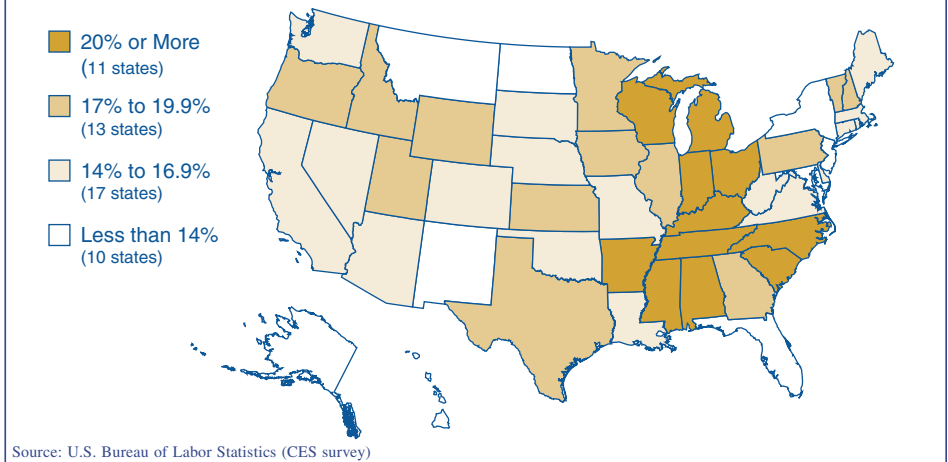 20% or More
(11 states)
17% to 19.9%
(13 states)
14% to 16.9%
(17 states)
Less than 14%
(10 states)
Source: U.S. Bureau of Labor Statistics (CES survey)